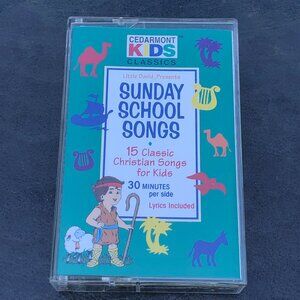 CEDARMONT
KIDS
CLASSICS
Little David Presents
SUNDAY
SCHOOL
SONGS
15 Classic
Christian Songs
for Kids
30 MINUTES
per side
Lyrics Included